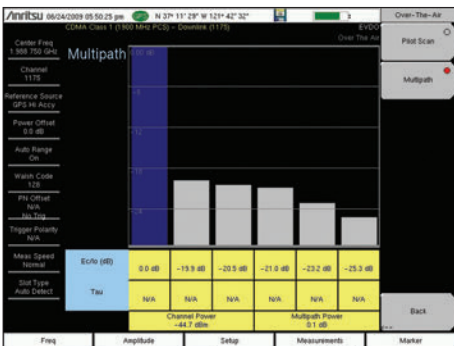 Anritsu 06/24/2009 05:50:25 pm N 37° 11' 29" W 121° 42' 32"
CDMA Class 1 (1900 MHz PCS) - Downlink (1175) EVDO
Over The Air
Over-The-Air
Pilot Scan
Multipath
Back
Center Freq
1.988 750 GHz
Channel
1175
Reference Source
GPS Hi Accy
Power Offset
0.0 dB
Auto Range
On
Walsh Code
128
PN Offset
N/A
No Trig
Trigger Polarity
N/A
Meas Speed
Normal
Slot Type
Auto Detect
Multipath
Ec/Io (dB) 0.0 dB -19.9 dB -20.5 dB -21.0 dB -23.2 dB -25.3 dB
Tau N/A N/A N/A N/A N/A N/A
Channel Power
-44.7 dBm
Multipath Power
0.1 dB
Freq Amplitude Setup Measurements Marker